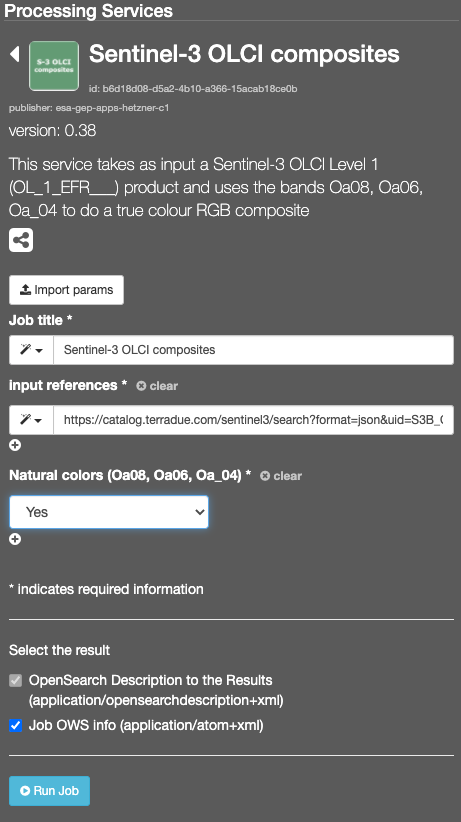 Processing Services
S-3 OLCI
composites
Sentinel-3 OLCI composites
id: b6d18d08-d5a2-4b10-a366-15acab18ce0b
publisher: esa-gep-apps-hetzner-c1
version: 0.38
This service takes as input a Sentinel-3 OLCI Level 1
(OL_1_EFR___) product and uses the bands Oa08, Oa06,
Oa_04 to do a true colour RGB composite
Import params
Job title *
Sentinel-3 OLCI composites
input references * clear
https://catalog.terradue.com/sentinel3/search?format=json&uid=S3B_
Natural colors (Oa08, Oa06, Oa_04) * clear
Yes
* indicates required information
Select the result
OpenSearch Description to the Results
(application/opensearchdescription+xml)
Job OWS info (application/atom+xml)
Run Job